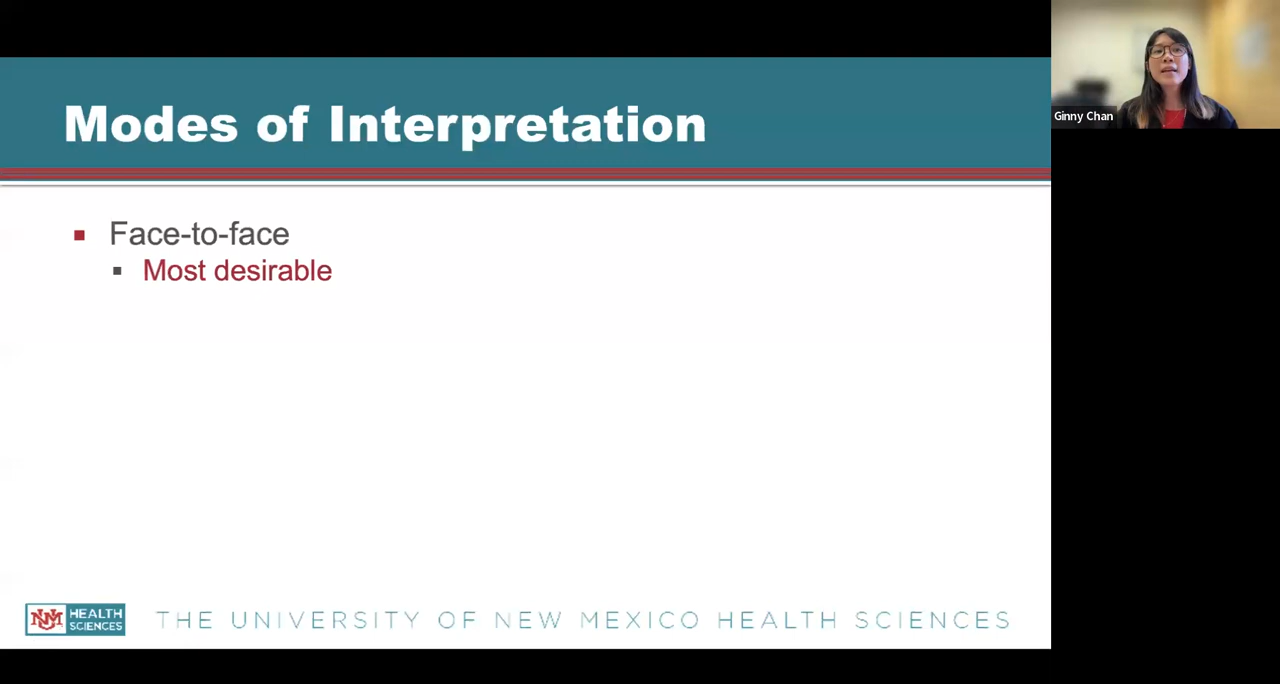 Modes of Interpretation
Face-to-face
Most desirable
Ginny Chan
UNM HEALTH SCIENCES
THE UNIVERSITY OF NEW MEXICO HEALTH SCIENCES